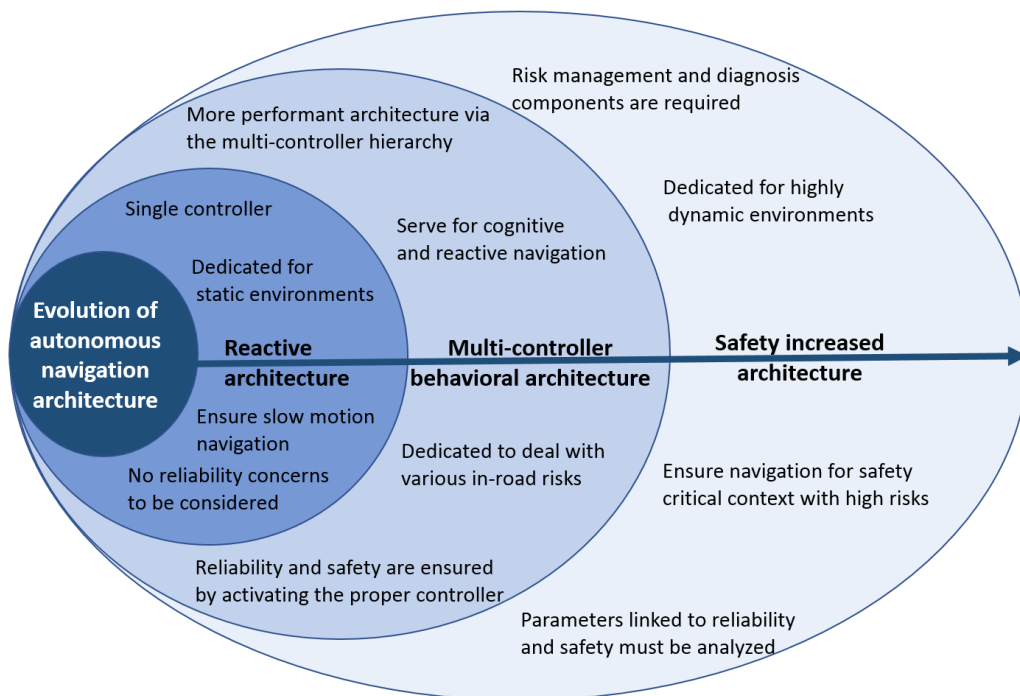 Risk management and diagnosis
components are required
More performant architecture via
the multi-controller hierarchy
Dedicated for highly
dynamic environments
Single controller
Serve for cognitive
and reactive navigation
Dedicated for
static environments
Evolution of
autonomous
navigation
architecture
Reactive
architecture
Multi-controller
behavioral architecture
Safety increased
architecture
Ensure slow motion
navigation
No reliability concerns
to be considered
Dedicated to deal with
various in-road risks
Ensure navigation for safety
critical context with high risks
Reliability and safety are ensured
by activating the proper controller
Parameters linked to reliability
and safety must be analyzed